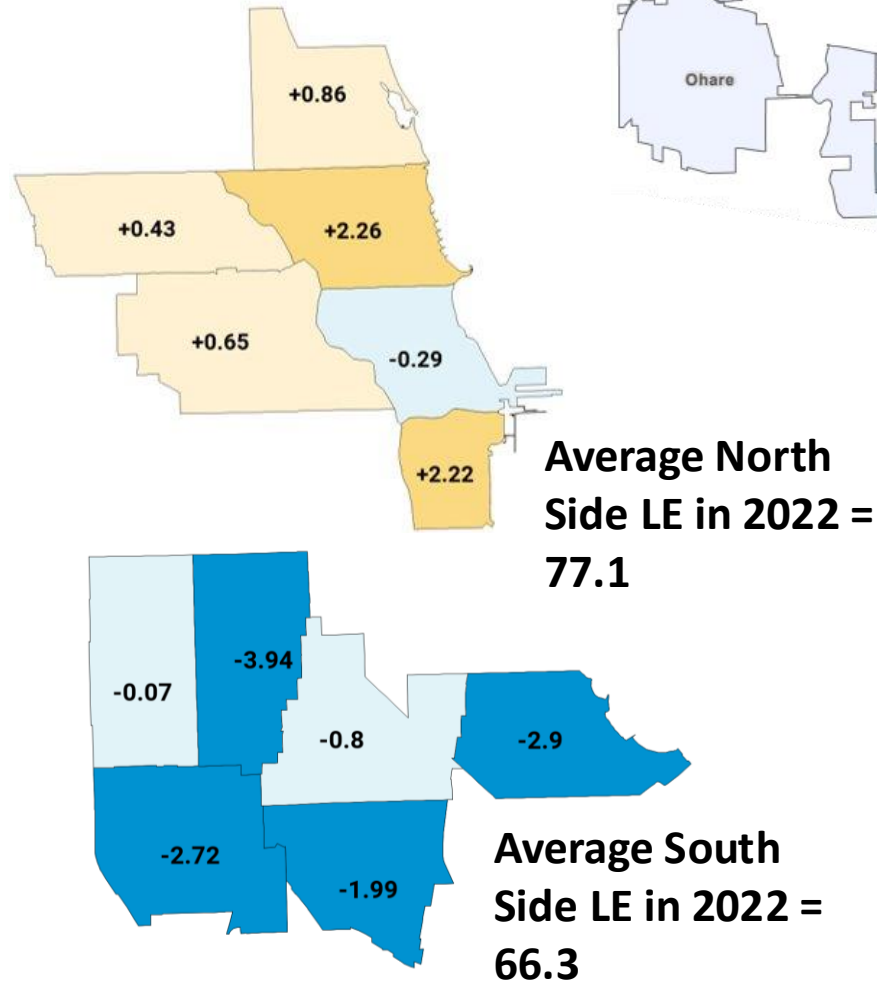 Ohare
+0.86
+0.43
+2.26
+0.65
-0.29
+2.22
Average North
Side LE in 2022 =
77.1
-3.94
-0.07
-0.8
-2.9
-2.72
-1.99
Average South
Side LE in 2022 =
66.3